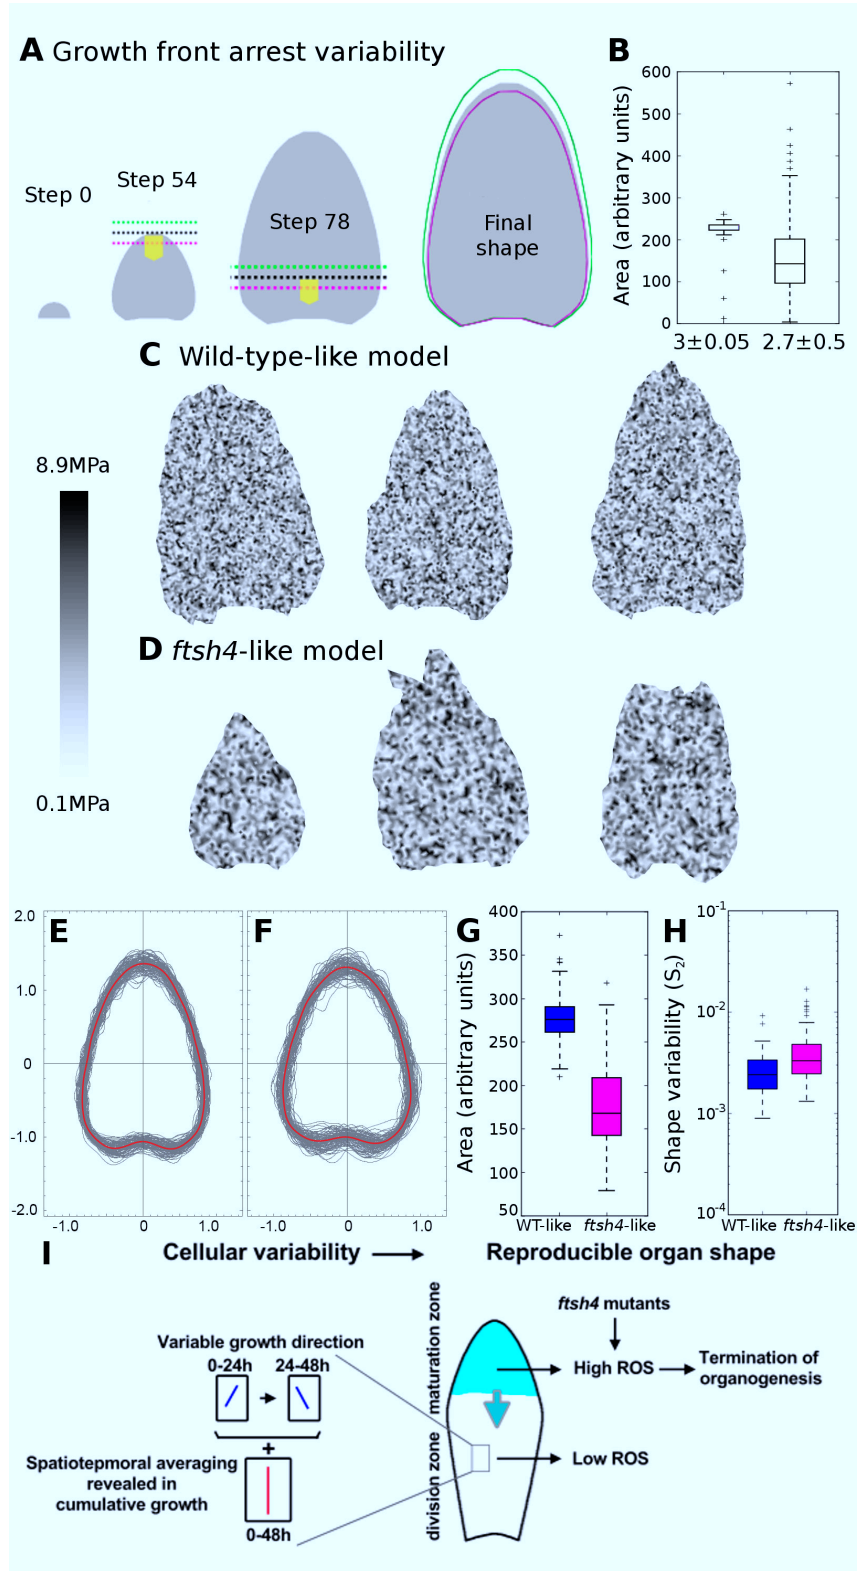 A Growth front arrest variability
Step 0
Step 54
Step 78
Final
shape
B
Area (arbitrary units)
600
500
400
300
200
100
0
3±0.05 2.7±0.5
C Wild-type-like model
8.9MPa
0.1MPa
D ftsh4-like model
E
2.0
1.0
0
-1.0
-2.0
-1.0 0 1.0
F
-1.0 0 1.0
G
Area (arbitrary units)
400
350
300
250
200
150
100
50
WT-like ftsh4-like
H
Shape variability (S₂)
10⁻¹
10⁻²
10⁻³
10⁻⁴
WT-like ftsh4-like
I
Cellular variability → Reproducible organ shape
Variable growth direction
0-24h 24-48h
+
Spatiotepmoral averaging
revealed in
cumulative growth
0-48h
maturation zone
division zone
ftsh4 mutants
High ROS
Termination of
organogenesis
Low ROS